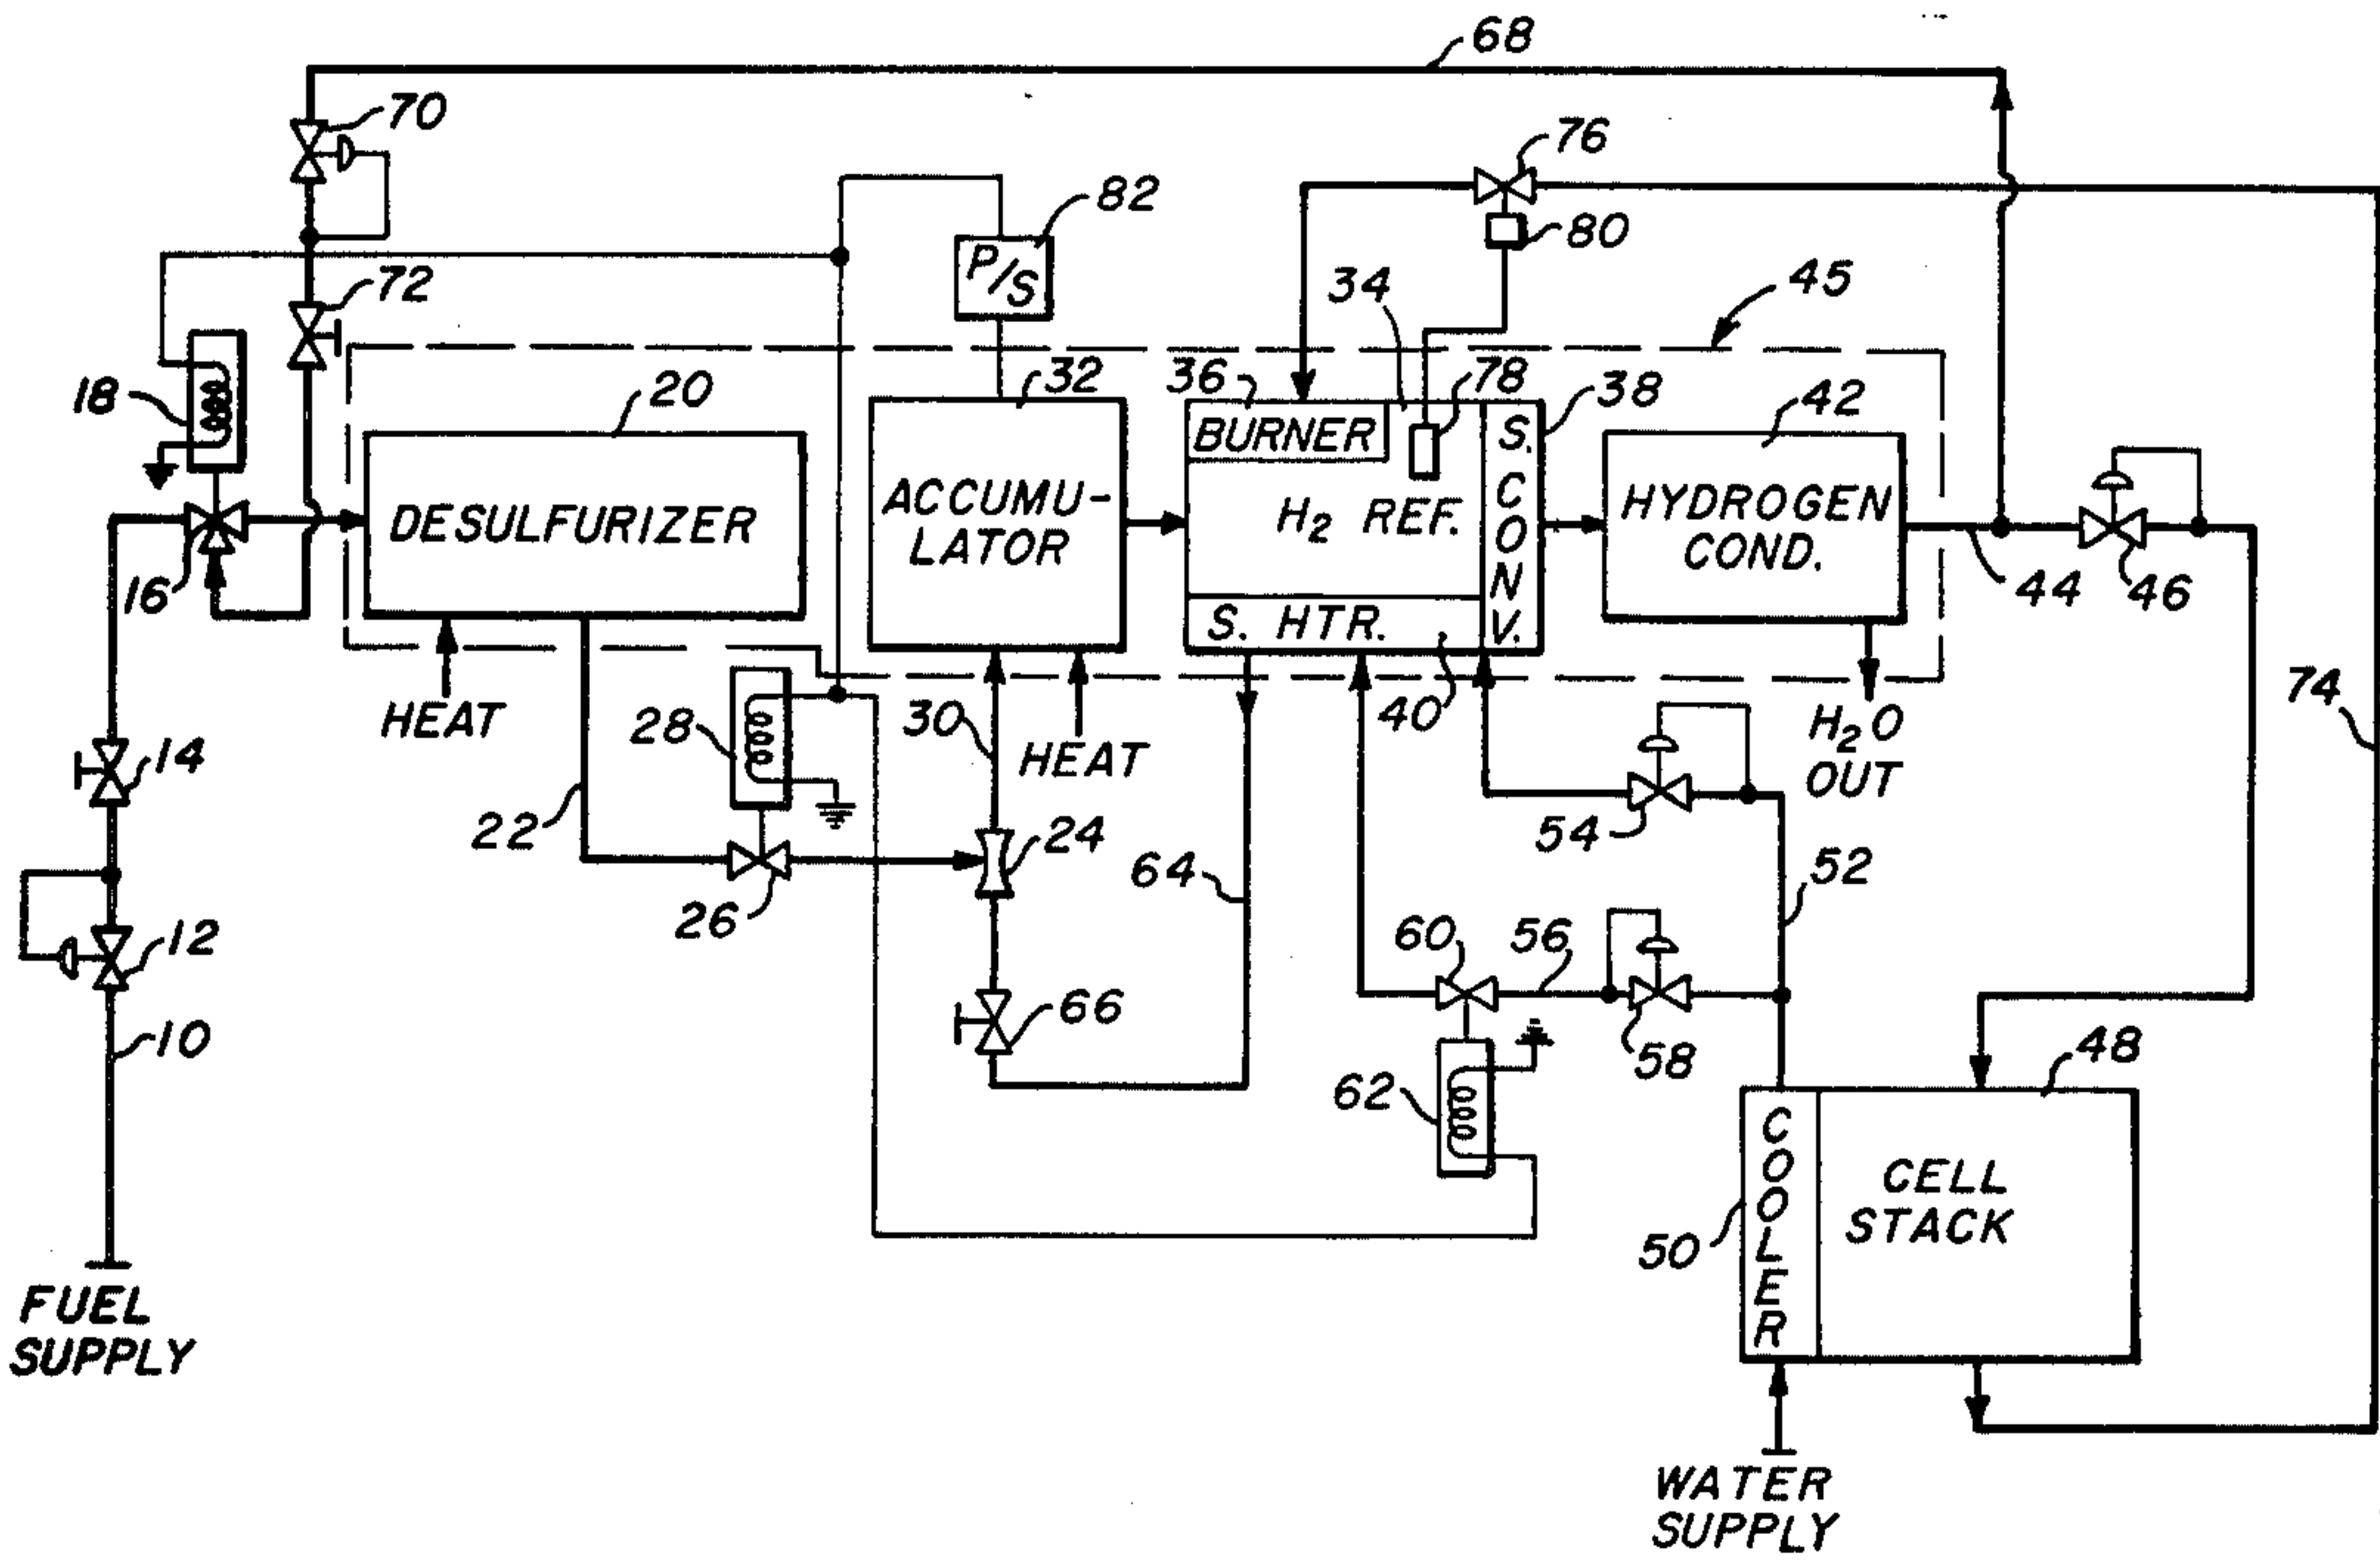 68
70
76
82
P/S
80
72
34
45
18
20
32
36
78
38
42
BURNER
S. CONV.
DESULFURIZER
ACCUMU-
LATOR
H2 REF.
HYDROGEN
COND.
16
S. HTR.
44
46
HEAT
28
30
HEAT
40
H2O
OUT
74
14
22
24
54
26
64
52
12
60
56
10
66
58
48
62
COOLER
CELL
STACK
50
FUEL
SUPPLY
WATER
SUPPLY